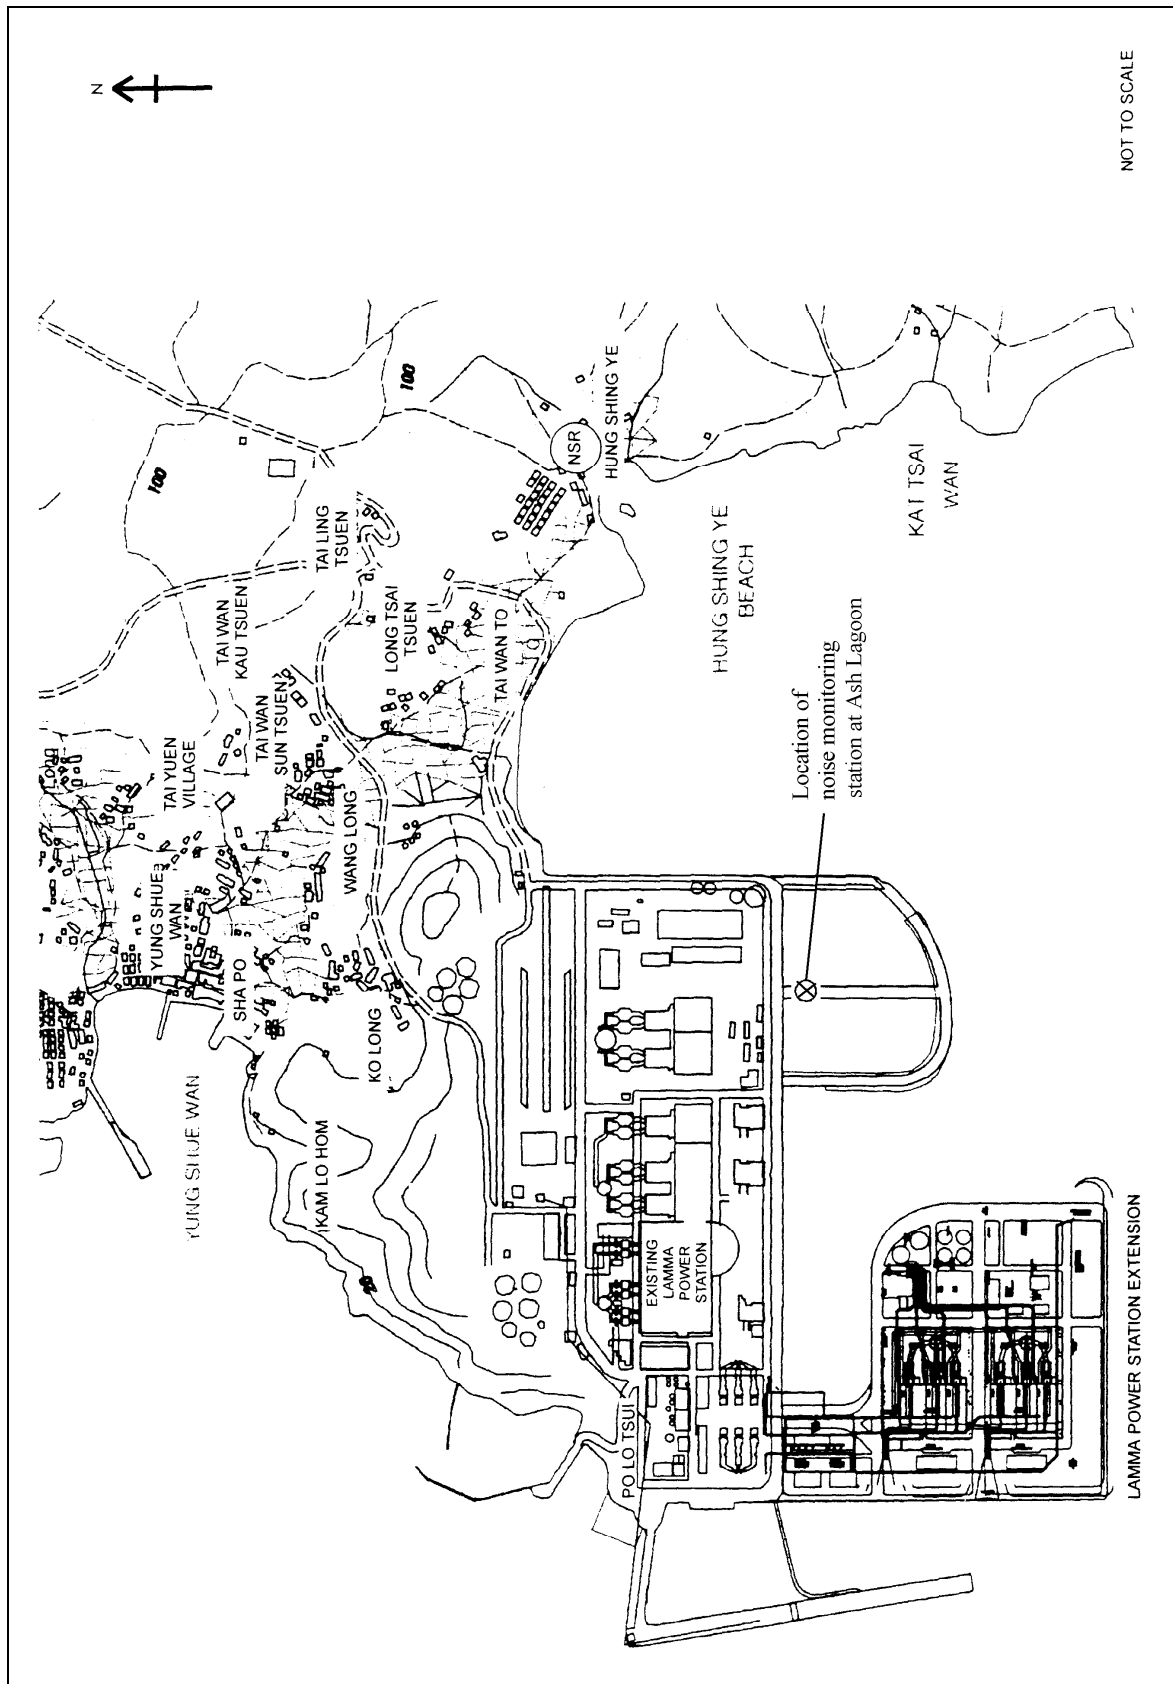 N
NOT TO SCALE
100
100
TAI LING
TSUEN
NSR
HUNG SHING YE
KAI TSAI
WAN
TAI WAN
KAU TSUEN
LONG TSAI
TSUEN
TAI WAN TO
HUNG SHING YE
BEACH
TAI YUEN
VILLAGE
TAI WAN
SUN TSUEN
WANG LONG
Location of
noise monitoring
station at Ash Lagoon
YUNG SHUE
WAN
SHA PO
KO LONG
YUNG SHUE WAN
KAM LO HOM
EXISTING
LAMMA
POWER
STATION
PO LO TSUI
LAMMA POWER STATION EXTENSION